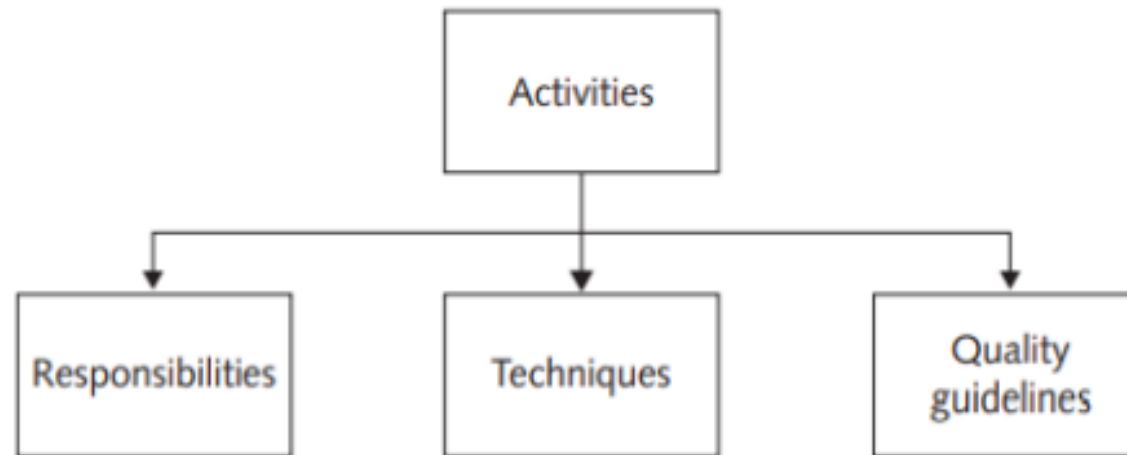 Activities
Responsibilities
Techniques
Quality
guidelines